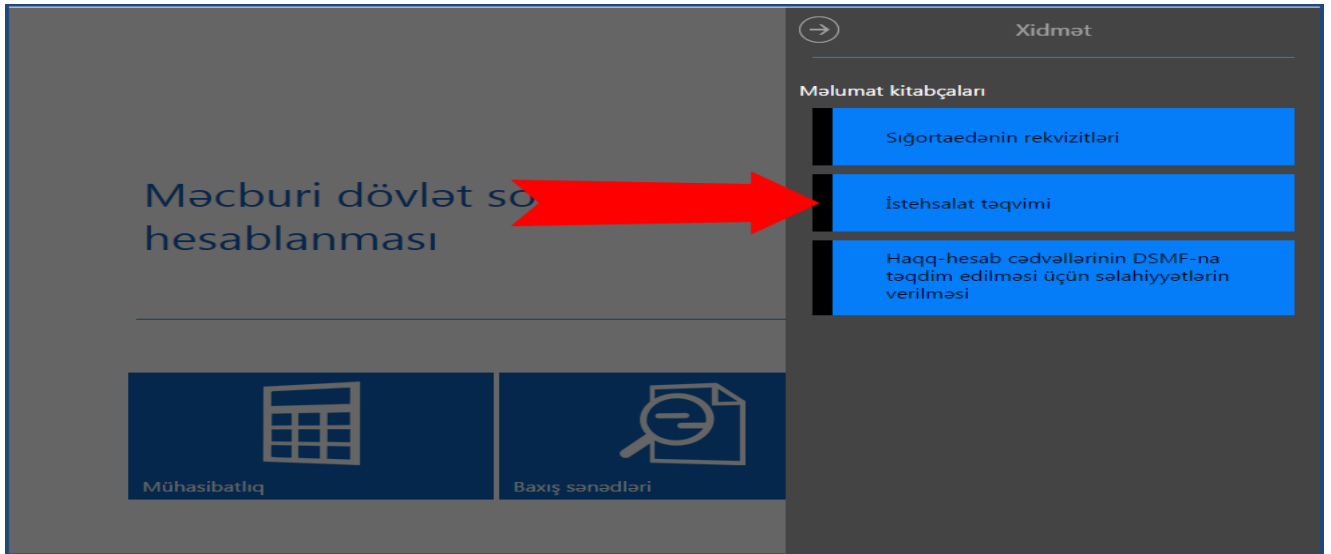 Xidmət
Məlumat kitabçaları
Sığortaedənin rekvizitləri
İstehsalat təqvimi
Haqq-hesab cədvəllərinin DSMF-na
təqdim edilməsi üçün səlahiyyətlərin
verilməsi
Məcburi dövlət
hesablanması
Mühasibatlıq
Baxış sənədləri